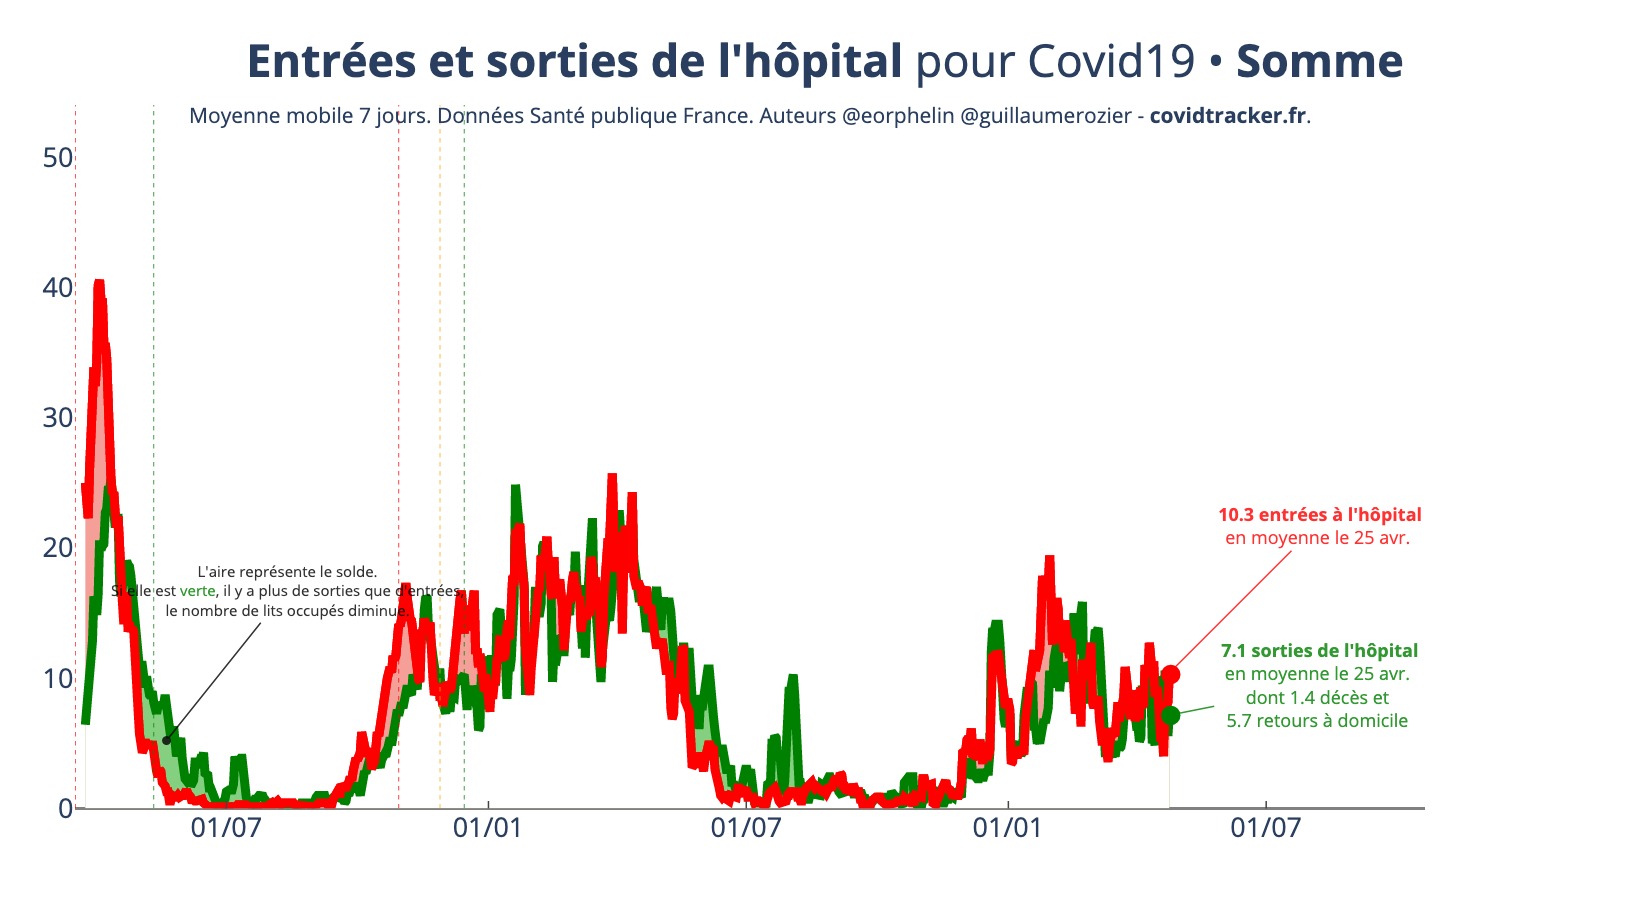 Entrées et sorties de l'hôpital pour Covid19 • Somme
Moyenne mobile 7 jours. Données Santé publique France. Auteurs @eorphelin @guillaumerozier - covidtracker.fr.
50
40
30
20
10
0
L'aire représente le solde.
Si elle est verte, il y a plus de sorties que d'entrées,
le nombre de lits occupés diminue.
10.3 entrées à l'hôpital
en moyenne le 25 avr.
7.1 sorties de l'hôpital
en moyenne le 25 avr.
dont 1.4 décès et
5.7 retours à domicile
01/07
01/01
01/07
01/01
01/07